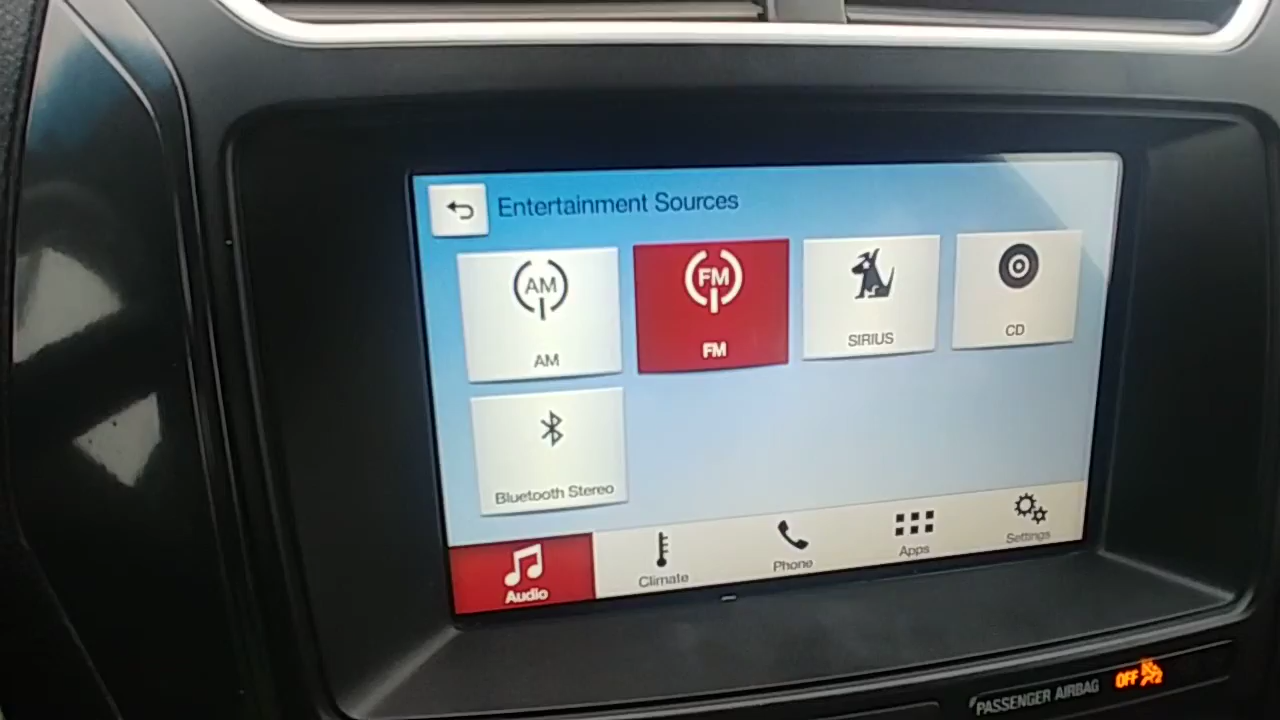 Entertainment Sources
AM
FM
AM
FM
SIRIUS
CD
Bluetooth Stereo
Audio
Climate
Phone
Apps
Settings
PASSENGER AIRBAG OFF